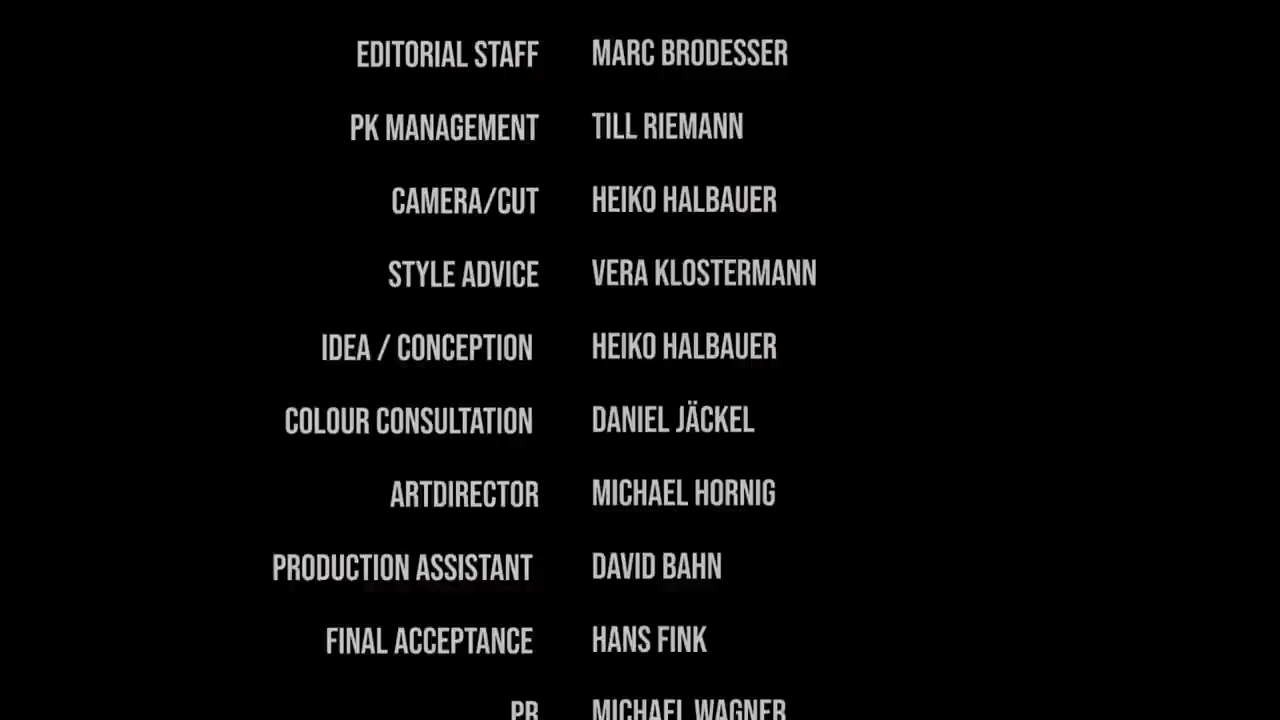 EDITORIAL STAFF MARC BRODESSER
PK MANAGEMENT TILL RIEMANN
CAMERA/CUT HEIKO HALBAUER
STYLE ADVICE VERA KLOSTERMANN
IDEA / CONCEPTION HEIKO HALBAUER
COLOUR CONSULTATION DANIEL JÄCKEL
ARTDIRECTOR MICHAEL HORNIG
PRODUCTION ASSISTANT DAVID BAHN
FINAL ACCEPTANCE HANS FINK
PR MICHAEL WAGNER